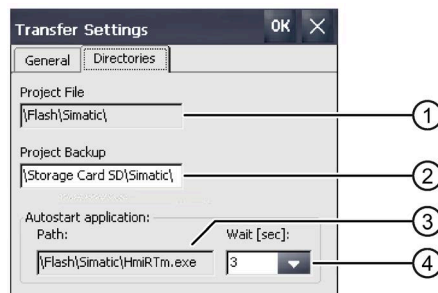 Transfer Settings OK
General Directories
Project File
\Flash\Simatic\
1
Project Backup
\Storage Card SD\Simatic\
2
Autostart application:
3
Path: Wait [sec]:
\Flash\Simatic\HmiRTm.exe 3
4